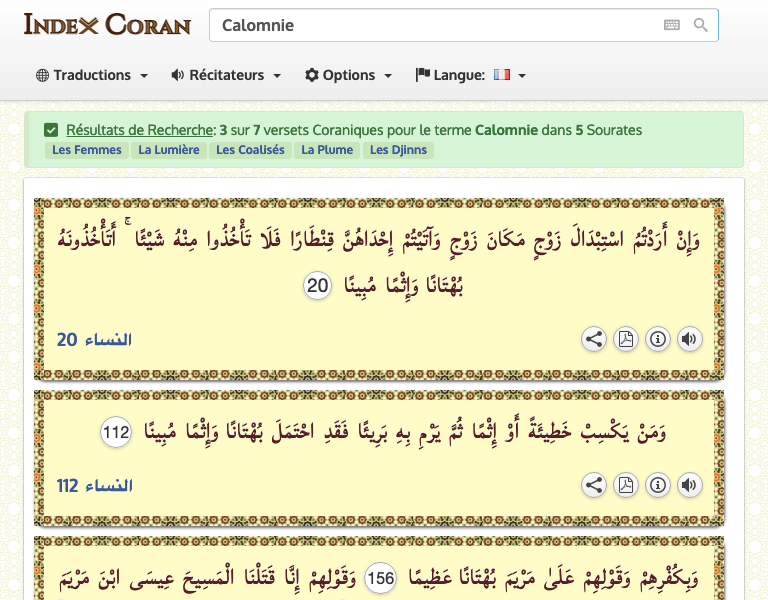 Index Coran
Calomnie
Traductions Récitateurs Options Langue:
Résultats de Recherche: 3 sur 7 versets Coraniques pour le terme Calomnie dans 5 Sourates
Les Femmes La Lumière Les Coalisés La Plume Les Djinns
وَإِنْ أَرَدْتُمُ اسْتِبْدَالَ زَوْجٍ مَكَانَ زَوْجٍ وَآتَيْتُمْ إِحْدَاهُنَّ قِنْطَارًا فَلَا تَأْخُذُوا مِنْهُ شَيْئًا ۚ أَتَأْخُذُونَهُ
بُهْتَانًا وَإِثْمًا مُبِينًا 20
النساء 20
وَمَنْ يَكْسِبْ خَطِيئَةً أَوْ إِثْمًا ثُمَّ يَرْمِ بِهِ بَرِيئًا فَقَدِ احْتَمَلَ بُهْتَانًا وَإِثْمًا مُبِينًا 112
النساء 112
وَبِكُفْرِهِمْ وَقَوْلِهِمْ عَلَىٰ مَرْيَمَ بُهْتَانًا عَظِيمًا 156 وَقَوْلِهِمْ إِنَّا قَتَلْنَا الْمَسِيحَ عِيسَى ابْنَ مَرْيَمَ